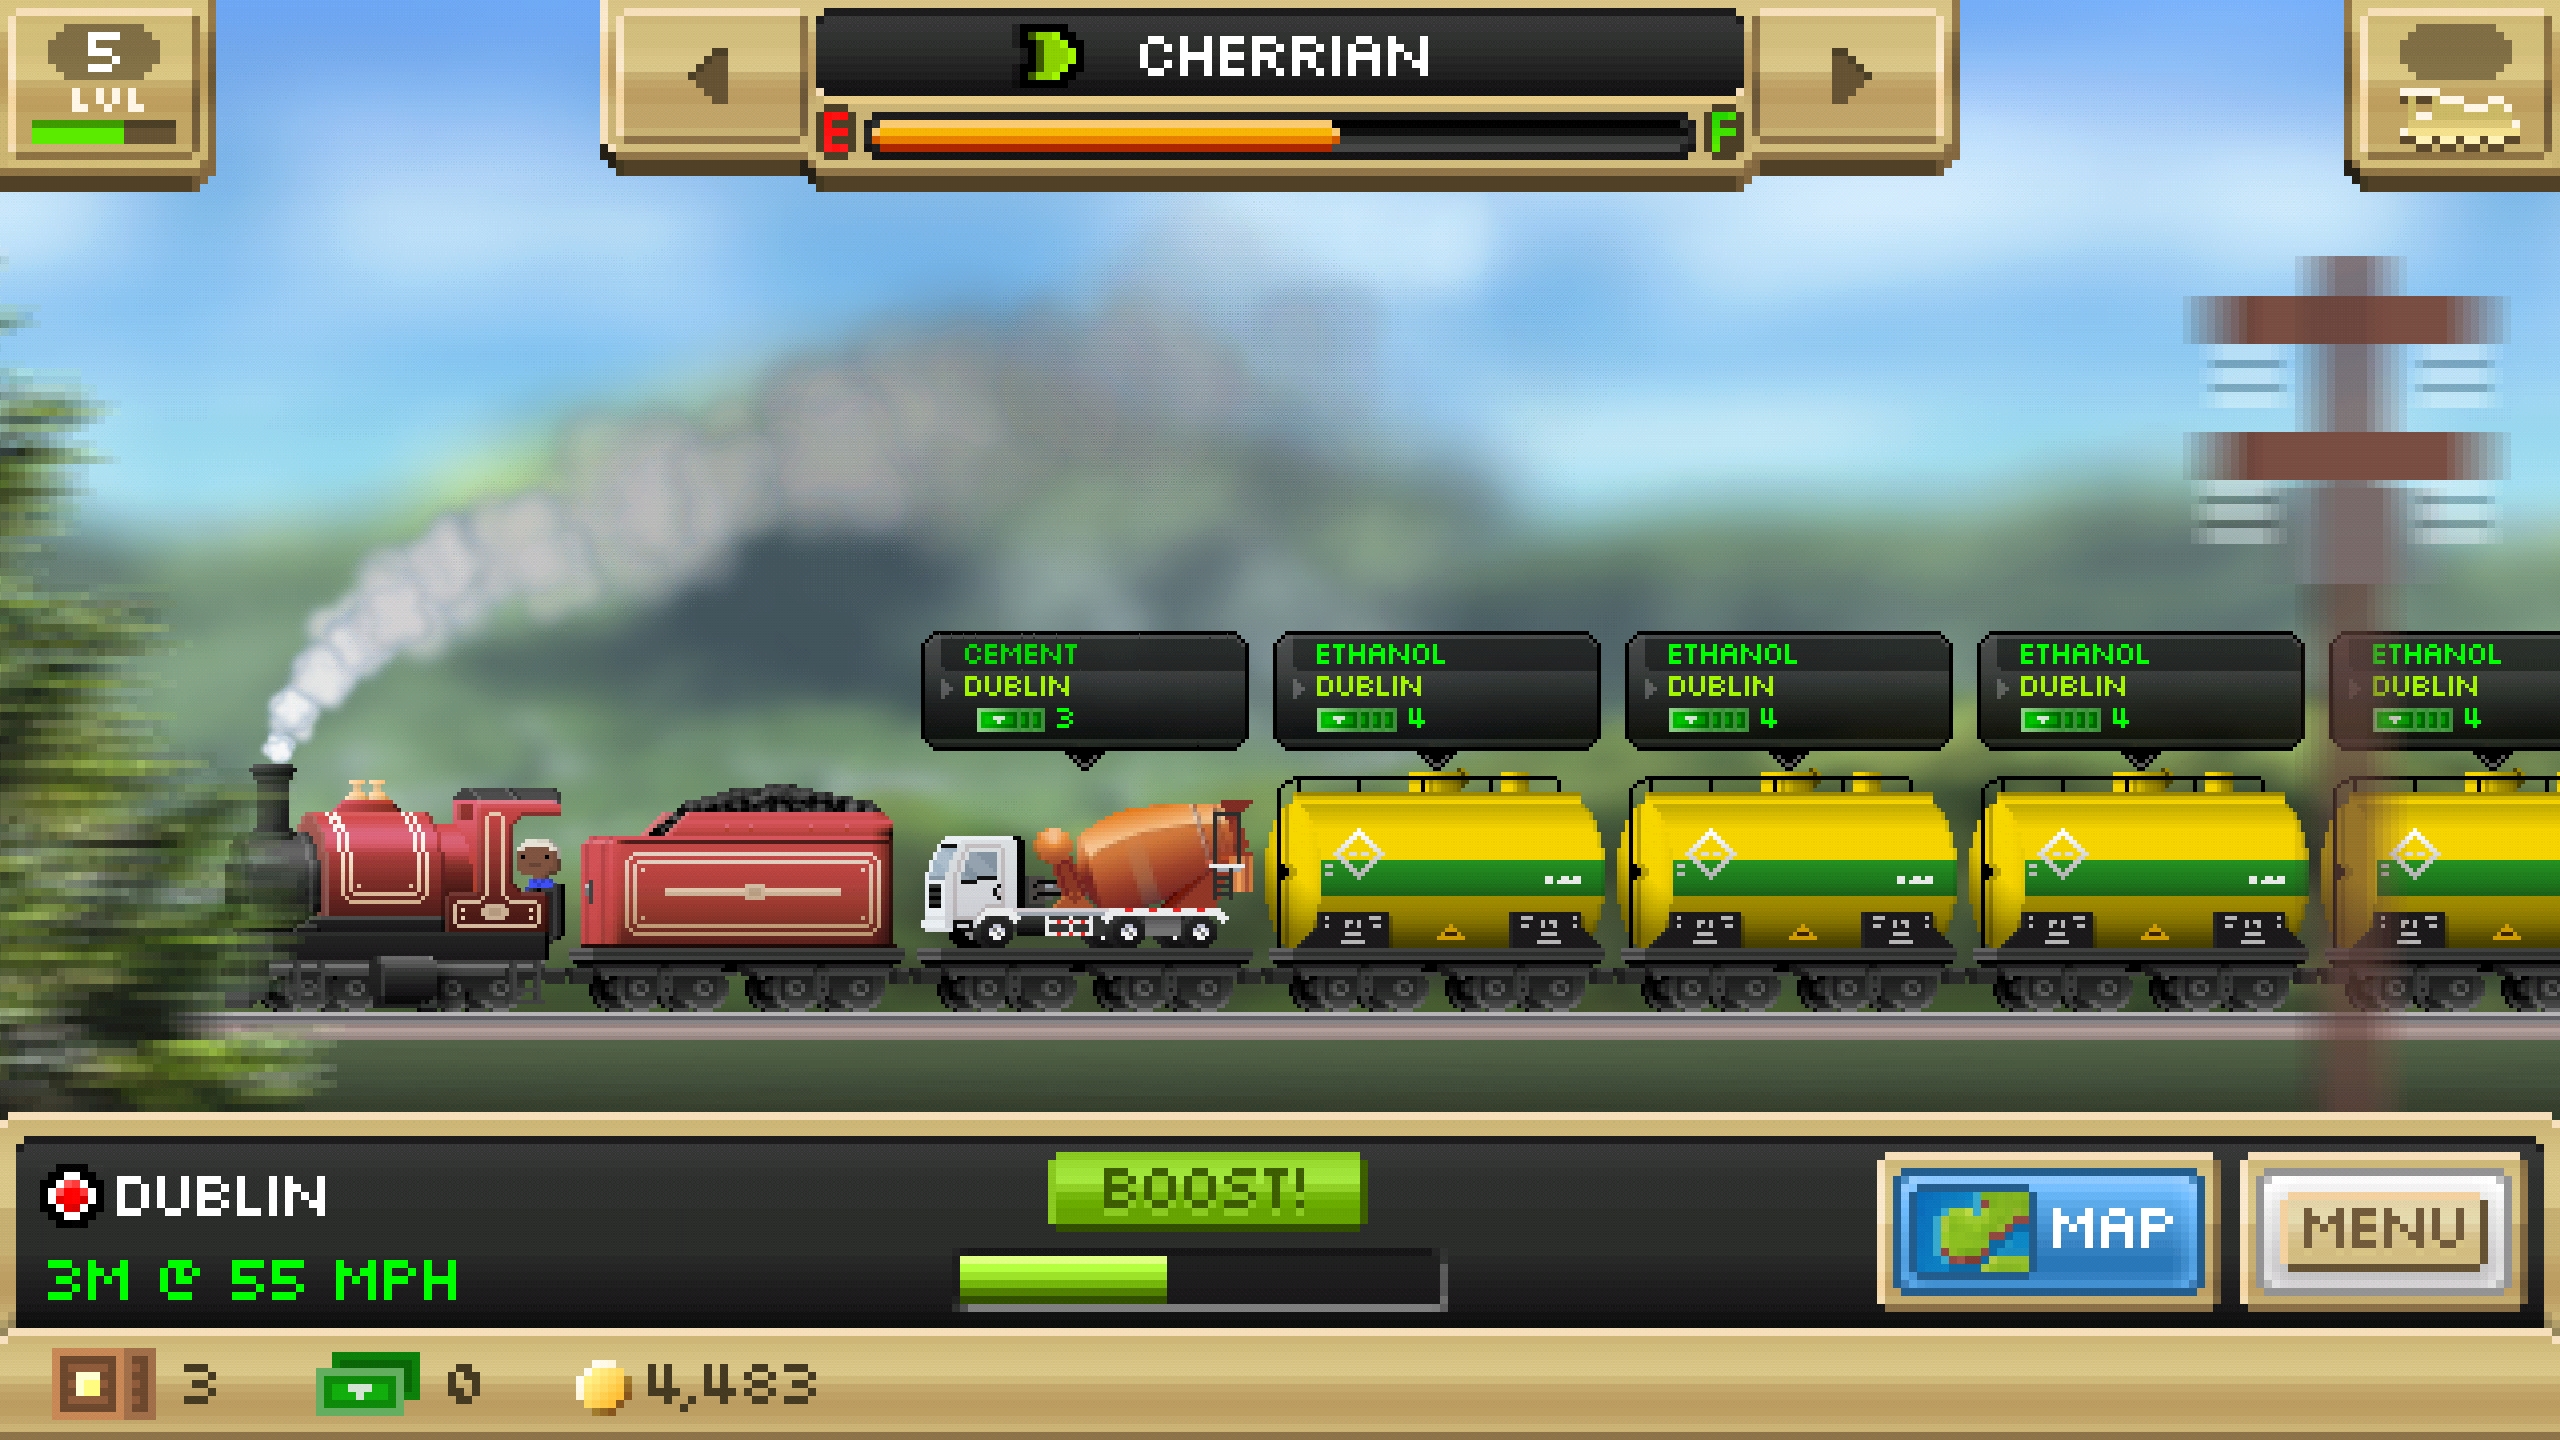 5
LVL
CHERRIAN
E F
CEMENT
DUBLIN
3
ETHANOL
DUBLIN
4
ETHANOL
DUBLIN
4
ETHANOL
DUBLIN
4
ETHANOL
DUBLIN
4
DUBLIN
3M @ 55 MPH
BOOST!
MAP
MENU
3
0
4,483